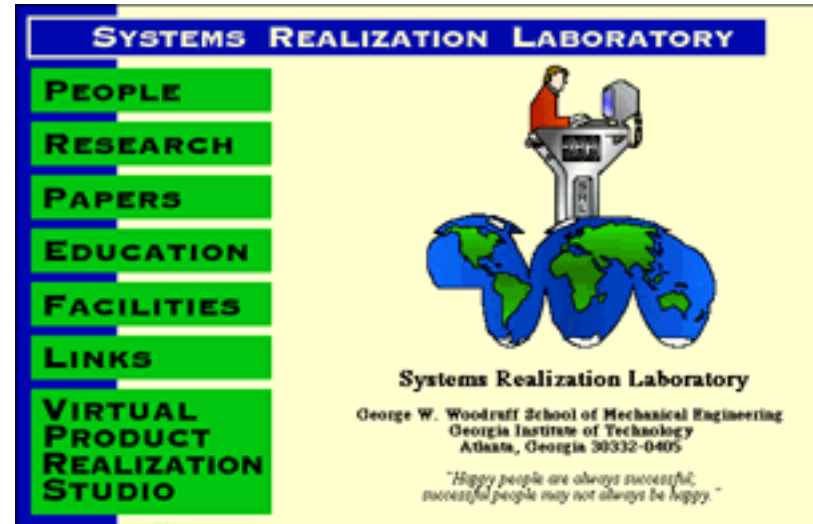 SYSTEMS REALIZATION LABORATORY
PEOPLE
RESEARCH
PAPERS
EDUCATION
FACILITIES
LINKS
VIRTUAL
PRODUCT
REALIZATION
STUDIO
SRL
Systems Realization Laboratory
George W. Woodruff School of Mechanical Engineering
Georgia Institute of Technology
Atlanta, Georgia 30332-0405
"Happy people are always successful;
successful people may not always be happy."